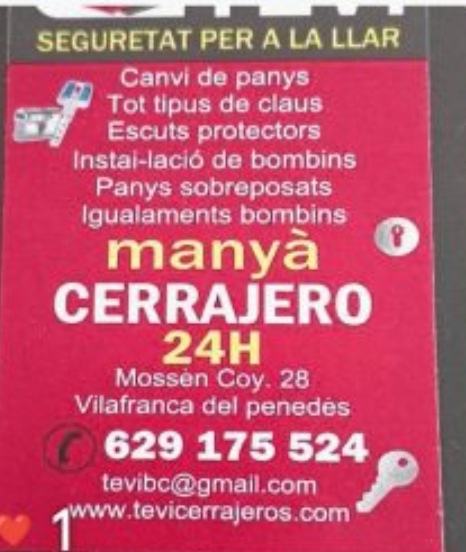 TEVI
SEGURETAT PER A LA LLAR
Canvi de panys
Tot tipus de claus
Escuts protectors
Instal-lació de bombins
Panys sobreposats
Igualaments bombins
manyà
CERRAJERO
24H
Mossèn Coy. 28
Vilafranca del penedès
629 175 524
tevibc@gmail.com
www.tevicerrajeros.com
1